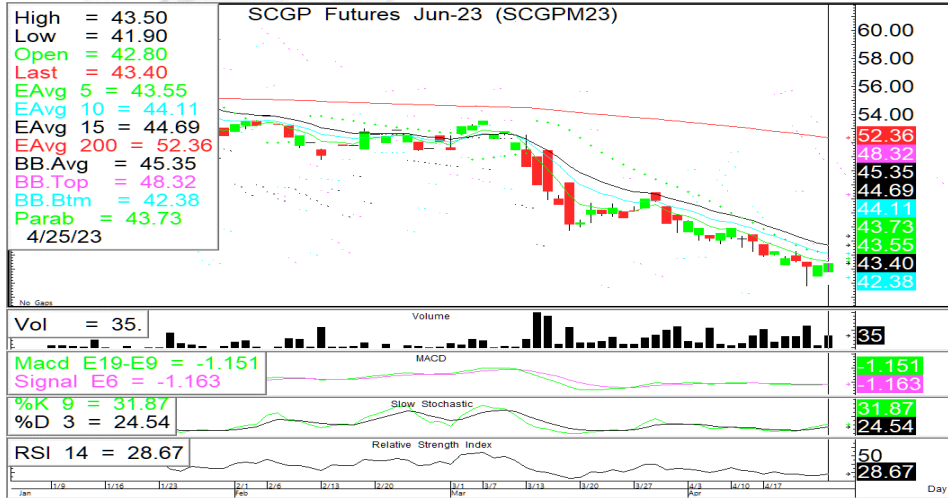 SCGP Futures Jun-23 (SCGPM23)
High = 43.50
Low = 41.90
Open = 42.80
Last = 43.40
EAvg 5 = 43.55
EAvg 10 = 44.11
EAvg 15 = 44.69
EAvg 200 = 52.36
BB.Avg = 45.35
BB.Top = 48.32
BB.Btm = 42.38
Parab = 43.73
4/25/23
No Gaps
60.00
58.00
56.00
54.00
52.36
48.32
45.35
44.69
44.11
43.73
43.55
43.40
42.38
Volume
Vol = 35.
35
MACD
Macd E19-E9 = -1.151
Signal E6 = -1.163
-1.151
-1.163
Slow Stochastic
%K 9 = 31.87
%D 3 = 24.54
31.87
24.54
Relative Strength Index
RSI 14 = 28.67
50
28.67
1/9 1/16 1/23 2/1 2/6 2/13 2/20 3/1 3/7 3/13 3/20 3/27 4/3 4/10 4/17
Jan Feb Mar Apr Day